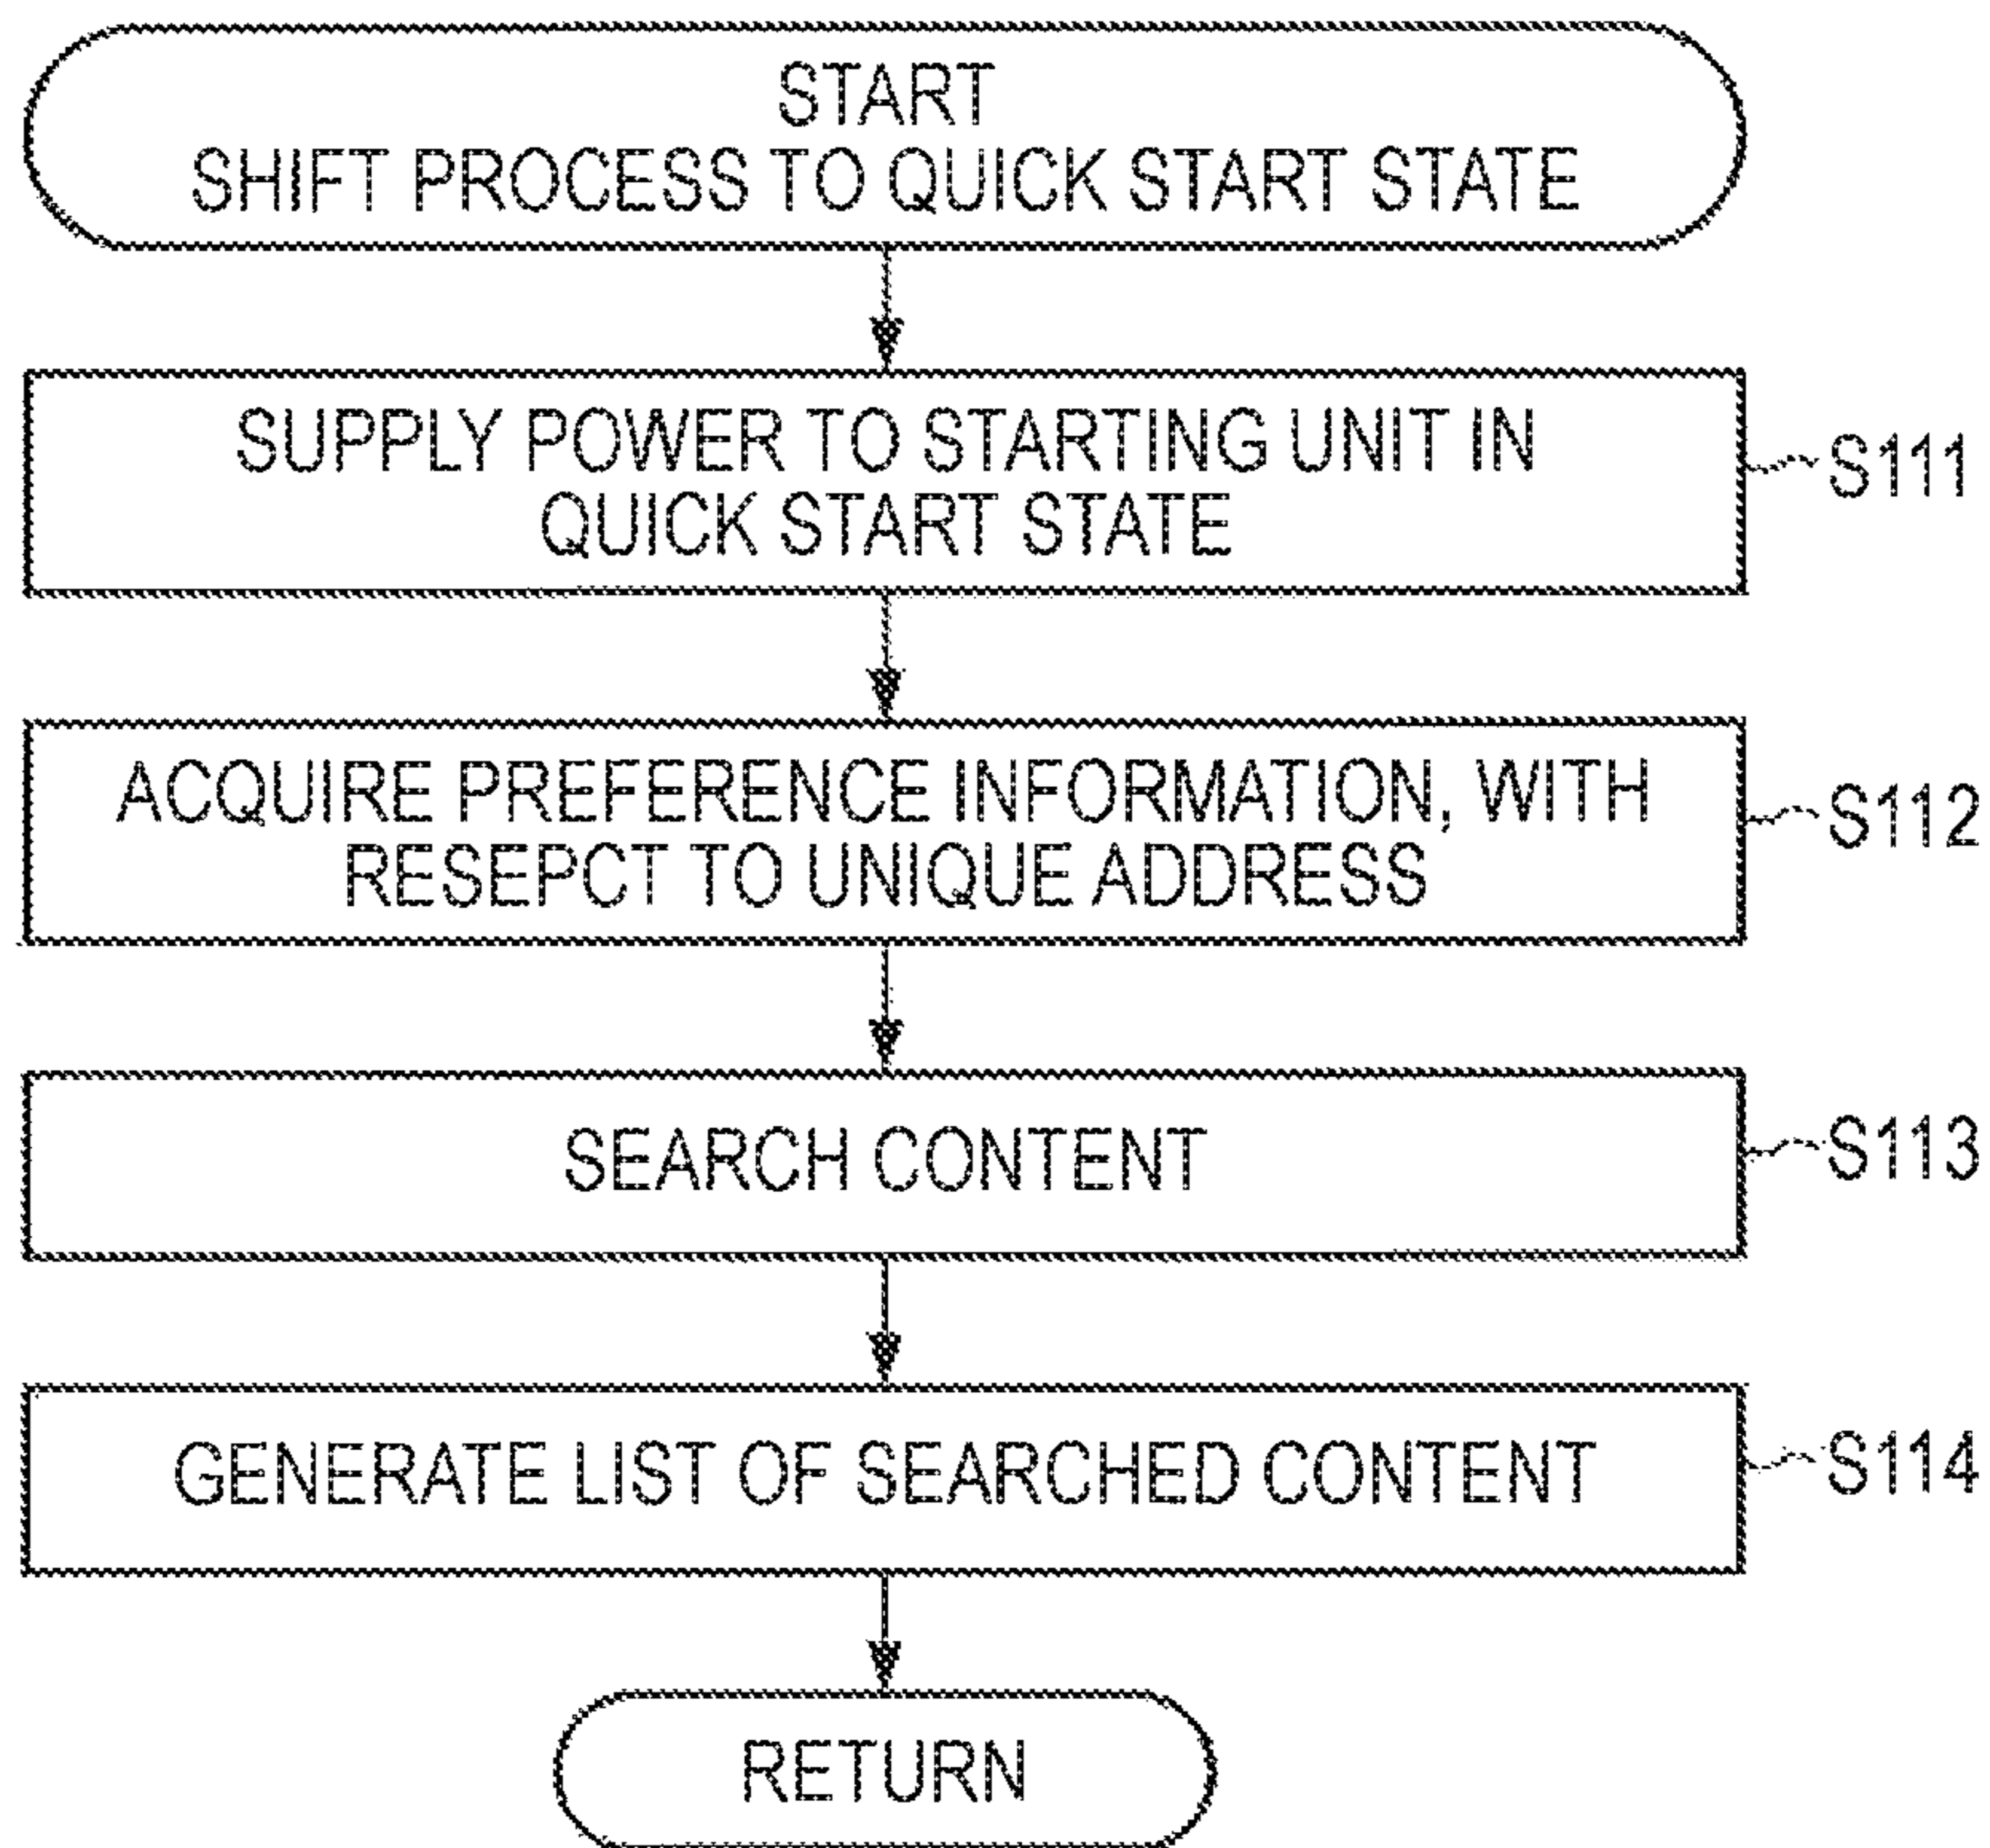 START
SHIFT PROCESS TO QUICK START STATE
SUPPLY POWER TO STARTING UNIT IN
QUICK START STATE
S111
ACQUIRE PREFERENCE INFORMATION, WITH
RESEPCT TO UNIQUE ADDRESS
S112
SEARCH CONTENT
S113
GENERATE LIST OF SEARCHED CONTENT
S114
RETURN